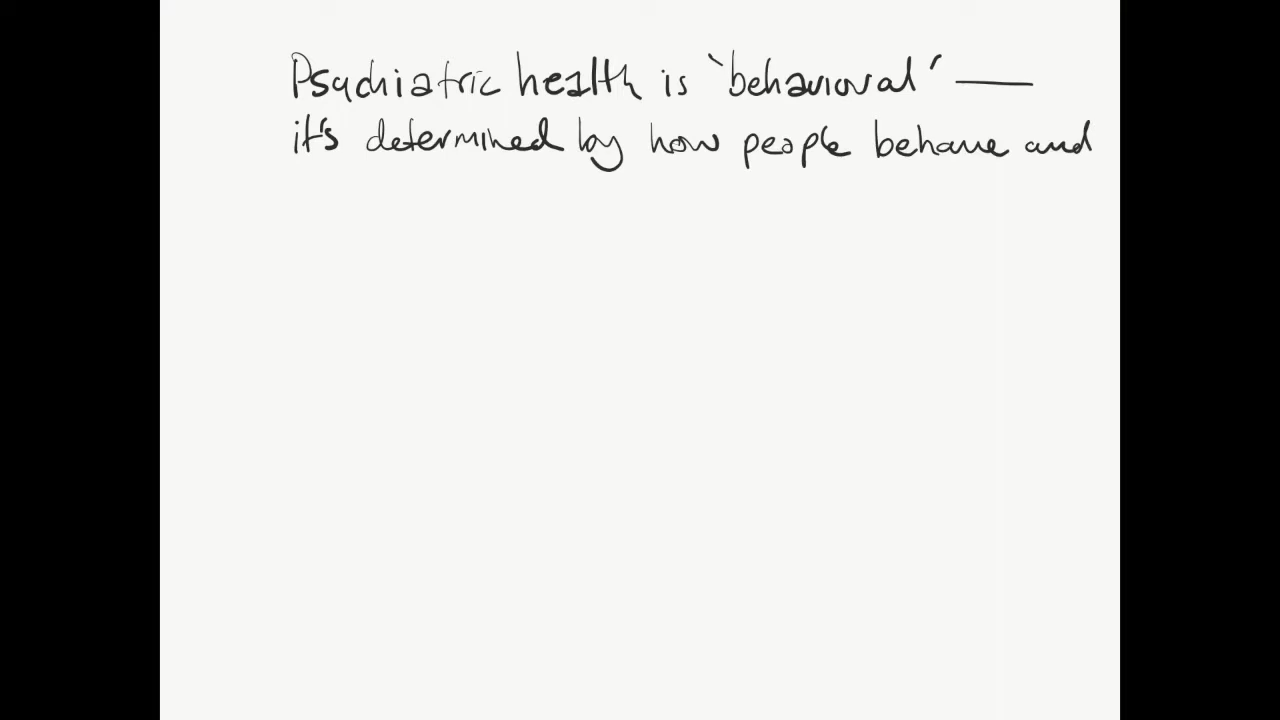 Psychiatric health is `behavioral' —
it's determined by how people behave and